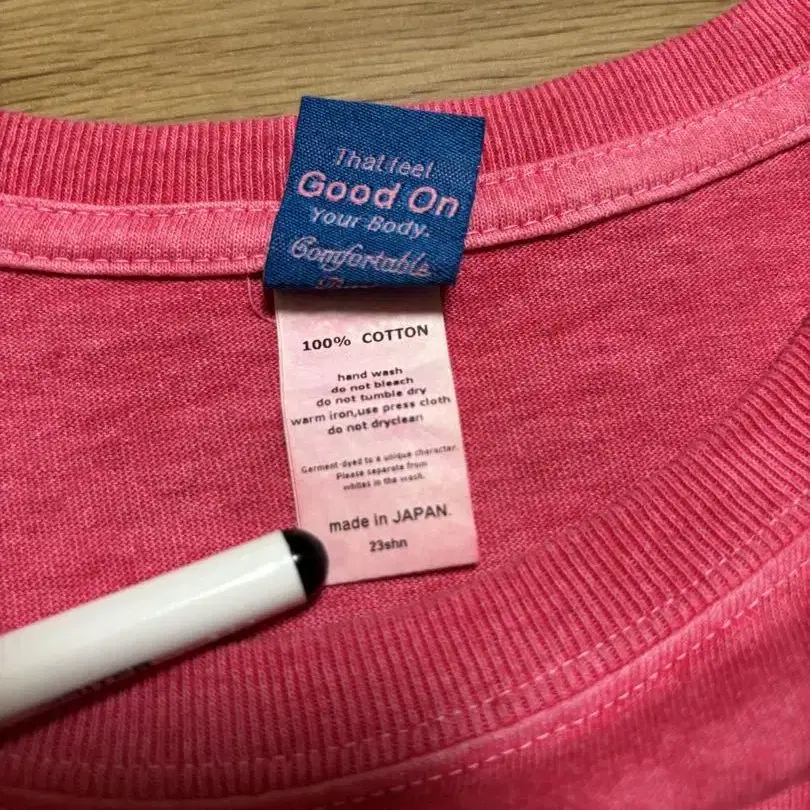 That feel
Good On
Your Body.
Comfortable
100% COTTON
hand wash
do not bleach
do not tumble dry
warm iron,use press cloth
do not dryclean
Garment-dyed to a unique character.
Please separate from
whites in the wash.
made in JAPAN.
23shn